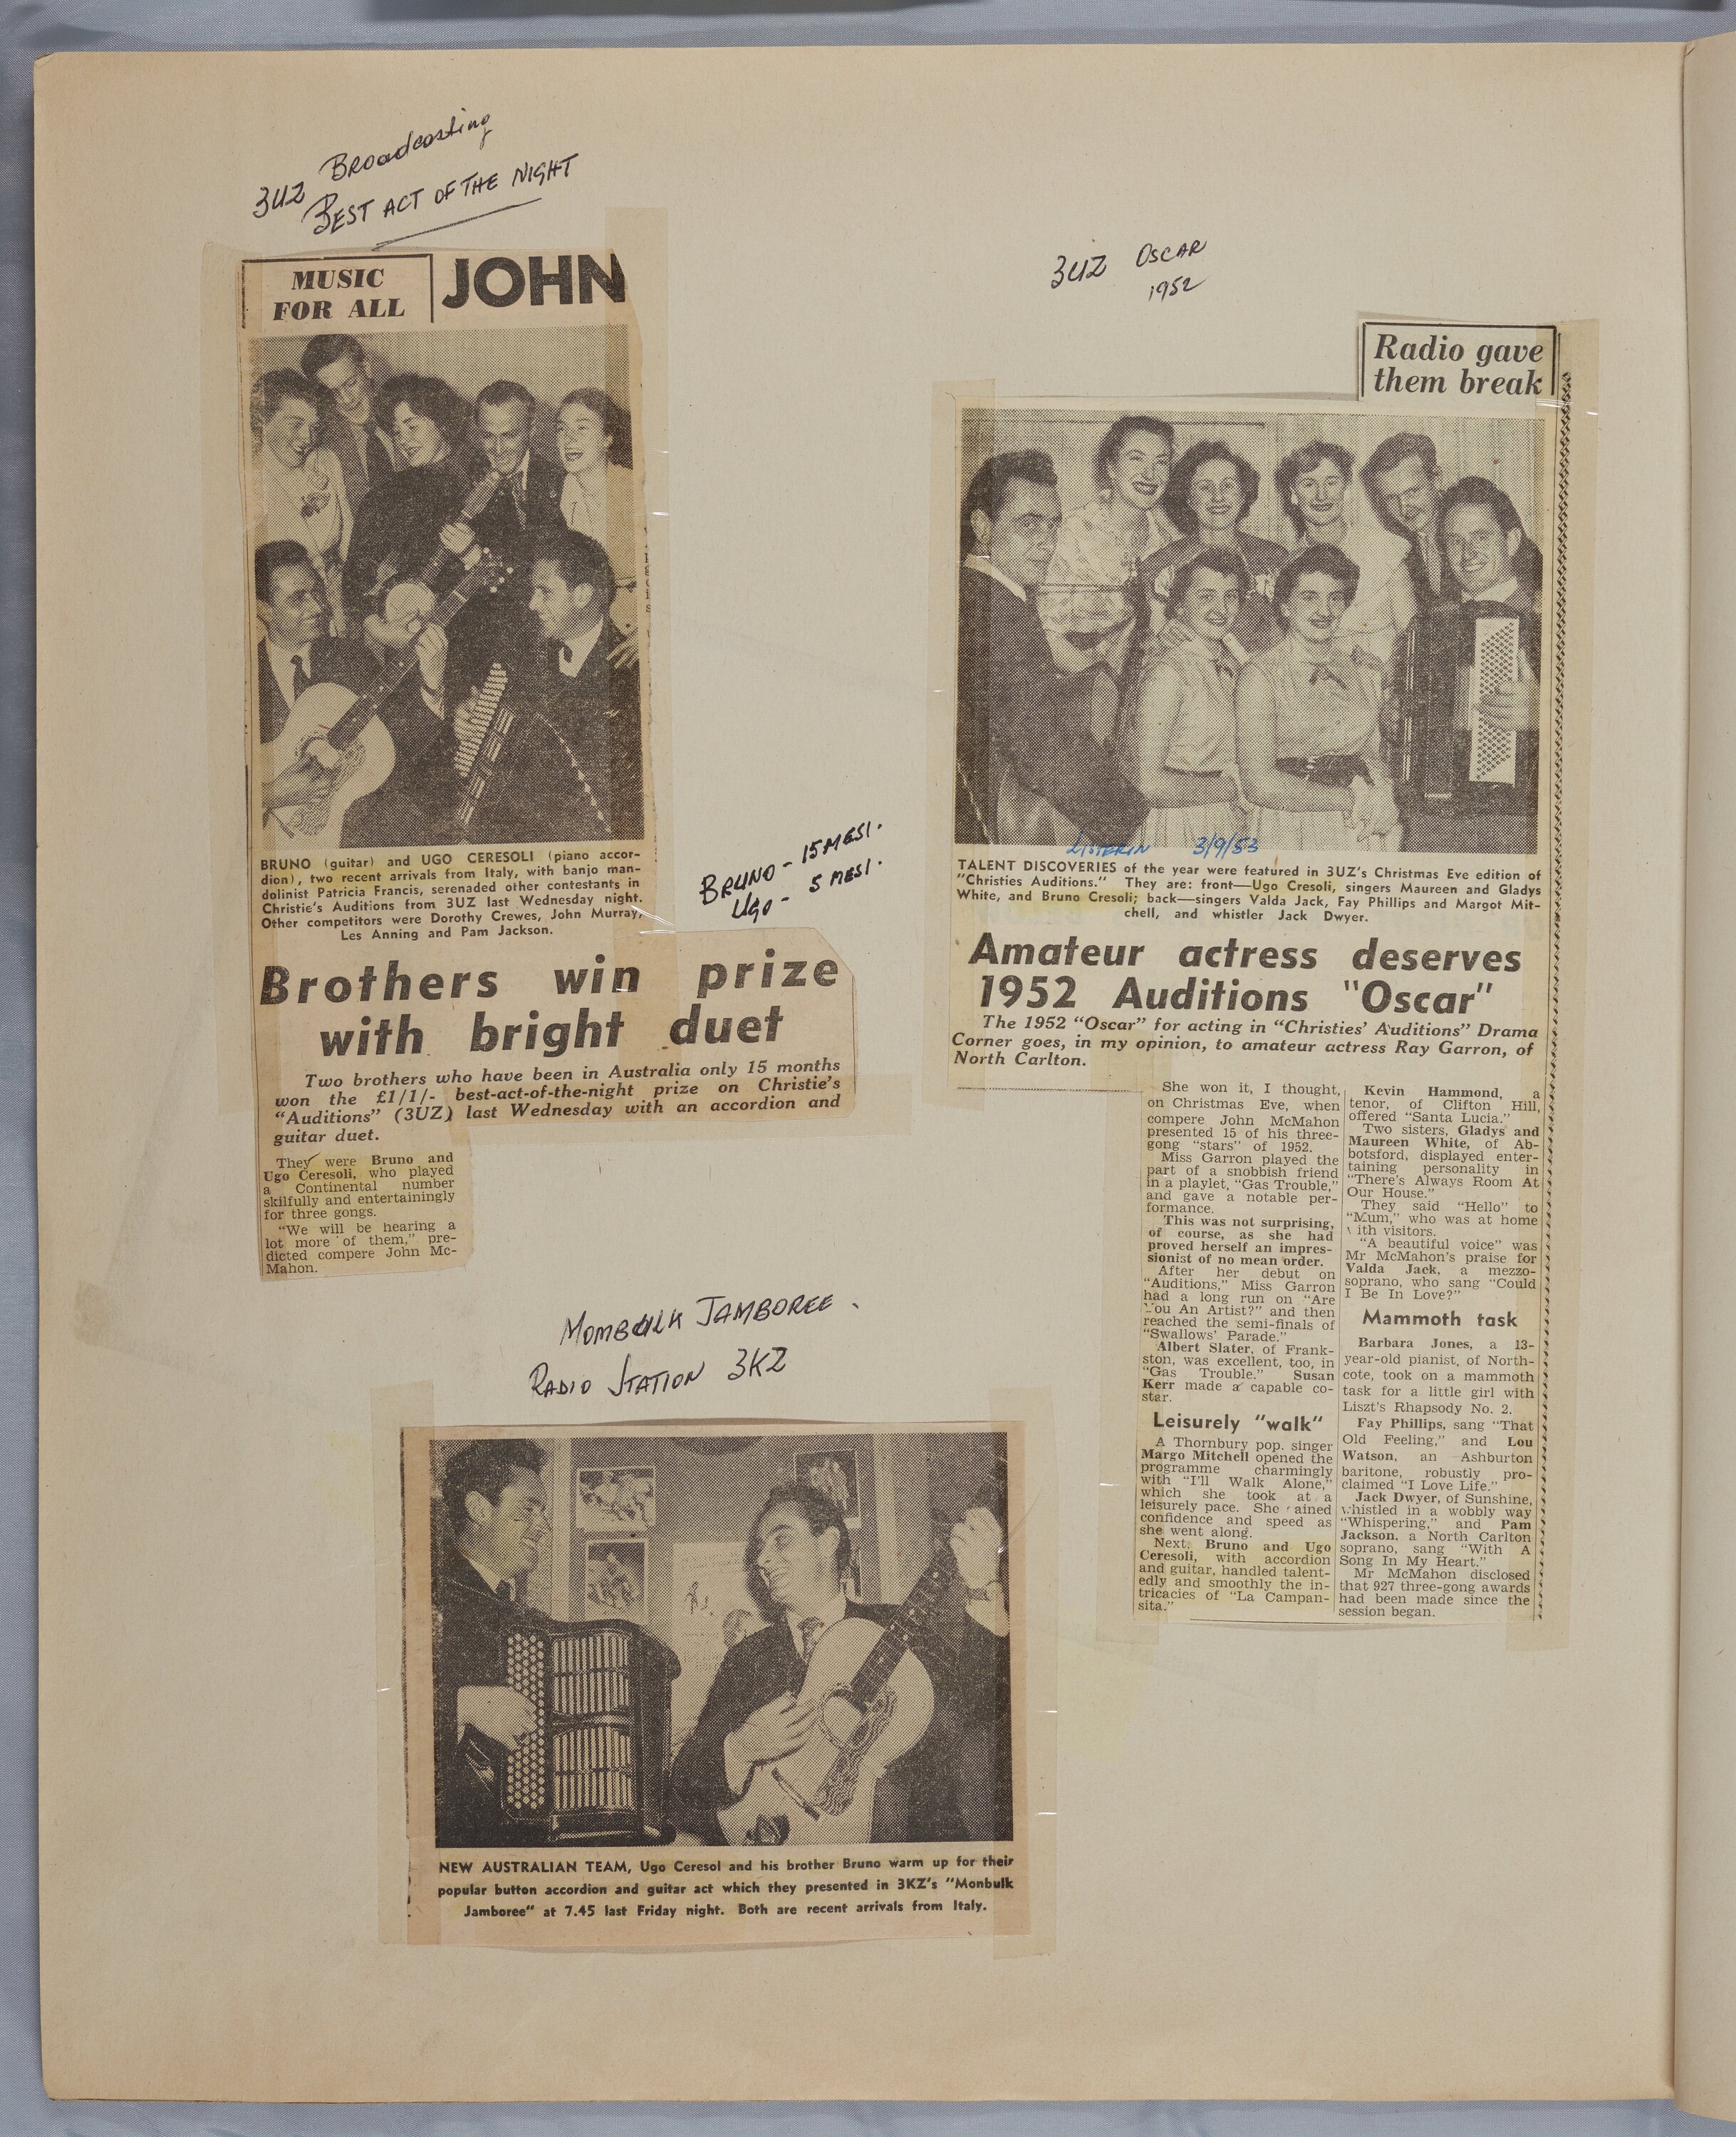 3UZ Broadcasting
BEST ACT OF THE NIGHT
MUSIC
FOR ALL
JOHN
BRUNO (guitar) and UGO CERESOLI (piano accor-
dion), two recent arrivals from Italy, with banjo man-
dolinist Patricia Francis, serenaded other contestants in
Christie's Auditions from 3UZ last Wednesday night.
Other competitors were Dorothy Crewes, John Murray,
Les Anning and Pam Jackson.
BRUNO - 15 MESI.
UGO - 5 MESI.
Brothers win prize
with bright duet
Two brothers who have been in Australia only 15 months
won the £1/1/- best-act-of-the-night prize on Christie's
"Auditions" (3UZ) last Wednesday with an accordion and
guitar duet.
They were Bruno and
Ugo Ceresoli, who played
a Continental number
skilfully and entertainingly
for three gongs.
"We will be hearing a
lot more of them," pre-
dicted compere John Mc-
Mahon.
MOMBULK JAMBOREE.
RADIO STATION 3KZ
NEW AUSTRALIAN TEAM, Ugo Ceresol and his brother Bruno warm up for their
popular button accordion and guitar act which they presented in 3KZ's "Monbulk
Jamboree" at 7.45 last Friday night. Both are recent arrivals from Italy.
3UZ OSCAR
1952
Radio gave
them break
LISTERIN 3/9/53
TALENT DISCOVERIES of the year were featured in 3UZ's Christmas Eve edition of
"Christies Auditions." They are: front—Ugo Cresoli, singers Maureen and Gladys
White, and Bruno Cresoli; back—singers Valda Jack, Fay Phillips and Margot Mit-
chell, and whistler Jack Dwyer.
Amateur actress deserves
1952 Auditions "Oscar"
The 1952 "Oscar" for acting in "Christies' Auditions" Drama
Corner goes, in my opinion, to amateur actress Ray Garron, of
North Carlton.
She won it, I thought,
on Christmas Eve, when
compere John McMahon
presented 15 of his three-
gong "stars" of 1952.
Miss Garron played the
part of a snobbish friend
in a playlet, "Gas Trouble,"
and gave a notable per-
formance.
This was not surprising,
of course, as she had
proved herself an impres-
sionist of no mean order.
After her debut on
"Auditions," Miss Garron
had a long run on "Are
You An Artist?" and then
reached the semi-finals of
"Swallows' Parade."
Albert Slater, of Frank-
ston, was excellent, too, in
"Gas Trouble." Susan
Kerr made a capable co-
star.
Leisurely "walk"
A Thornbury pop. singer
Margo Mitchell opened the
programme charmingly
with "I'll Walk Alone,"
which she took at a
leisurely pace. She ained
confidence and speed as
she went along.
Next, Bruno and Ugo
Ceresoli, with accordion
and guitar, handled talent-
edly and smoothly the in-
tricacies of "La Campan-
sita."
Kevin Hammond, a
tenor, of Clifton Hill,
offered "Santa Lucia."
Two sisters, Gladys and
Maureen White, of Ab-
botsford, displayed enter-
taining personality in
"There's Always Room At
Our House."
They said "Hello" to
"Mum," who was at home
with visitors.
"A beautiful voice" was
Mr McMahon's praise for
Valda Jack, a mezzo-
soprano, who sang "Could
I Be In Love?"
Mammoth task
Barbara Jones, a 13-
year-old pianist, of North-
cote, took on a mammoth
task for a little girl with
Liszt's Rhapsody No. 2.
Fay Phillips, sang "That
Old Feeling," and Lou
Watson, an Ashburton
baritone, robustly pro-
claimed "I Love Life."
Jack Dwyer, of Sunshine,
whistled in a wobbly way
"Whispering," and Pam
Jackson, a North Carlton
soprano, sang "With A
Song In My Heart."
Mr McMahon disclosed
that 927 three-gong awards
had been made since the
session began.